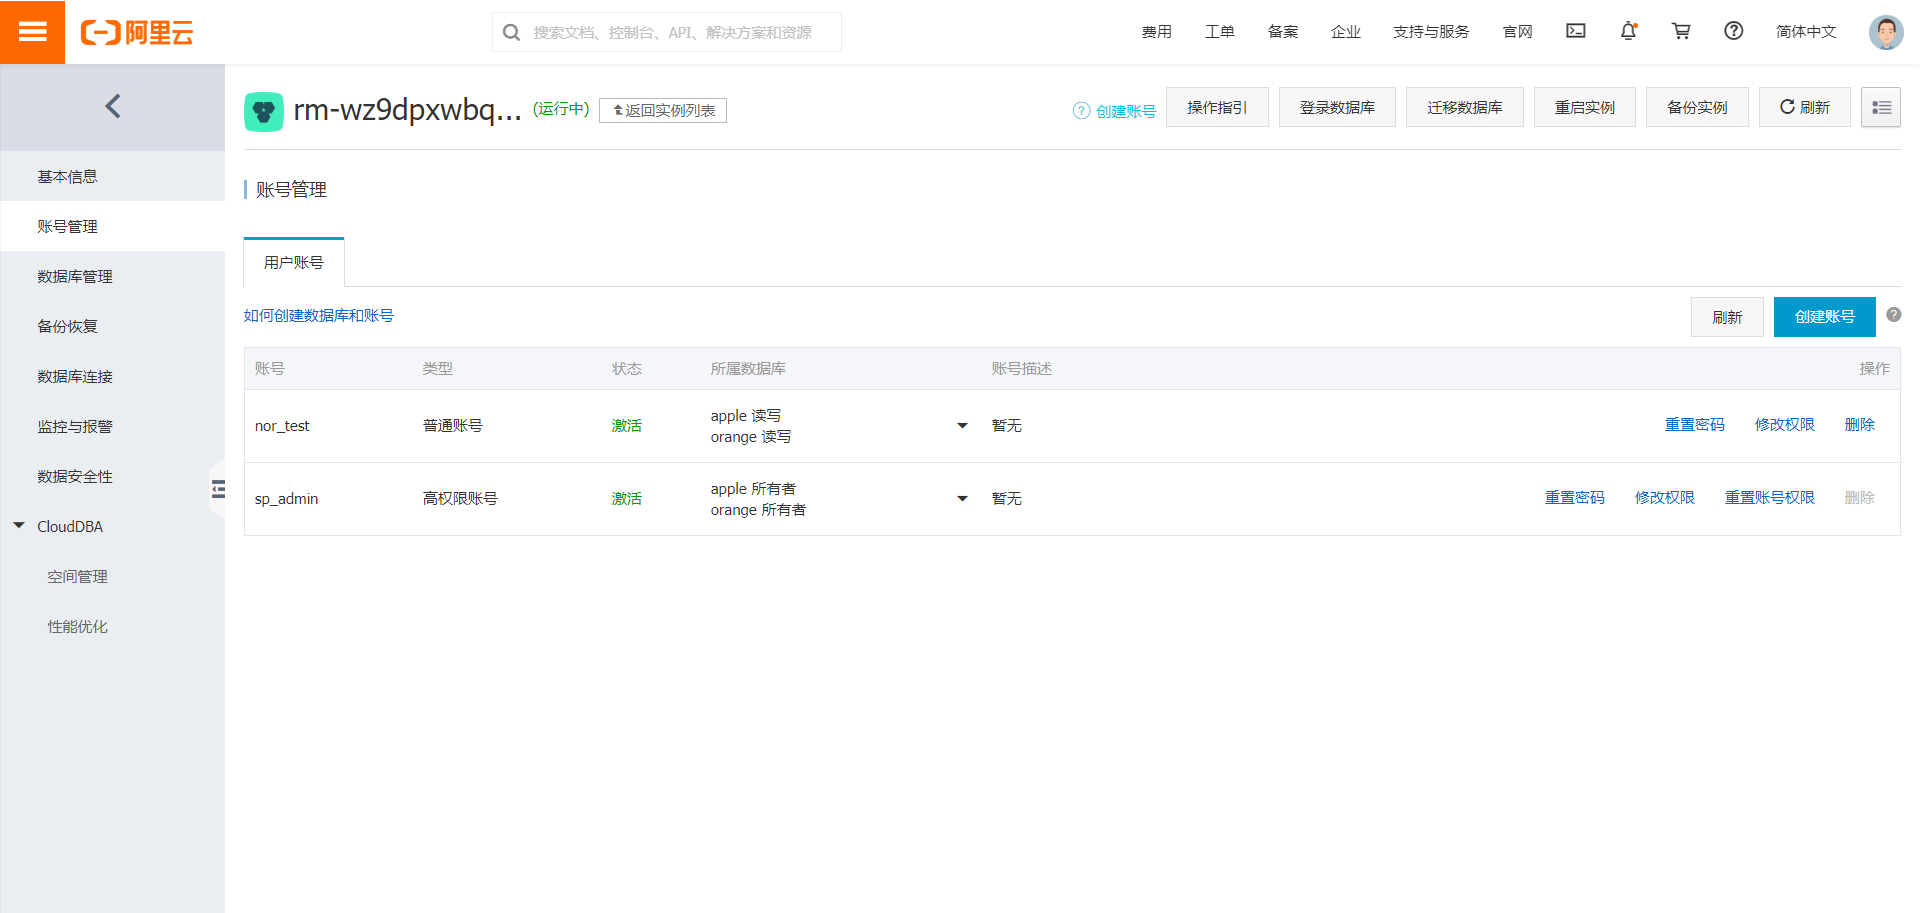 阿里云
搜索文档、控制台、API、解决方案和资源
费用
工单
备案
企业
支持与服务
官网
简体中文
rm-wz9dpxwbq...
(运行中)
返回实例列表
创建账号
操作指引
登录数据库
迁移数据库
重启实例
备份实例
刷新
基本信息
账号管理
数据库管理
备份恢复
数据库连接
监控与报警
数据安全性
CloudDBA
空间管理
性能优化
账号管理
用户账号
如何创建数据库和账号
刷新
创建账号
账号 类型 状态 所属数据库 账号描述 操作
nor_test 普通账号 激活 apple 读写 暂无 重置密码 修改权限 删除
orange 读写
sp_admin 高权限账号 激活 apple 所有者 暂无 重置密码 修改权限 重置账号权限 删除
orange 所有者